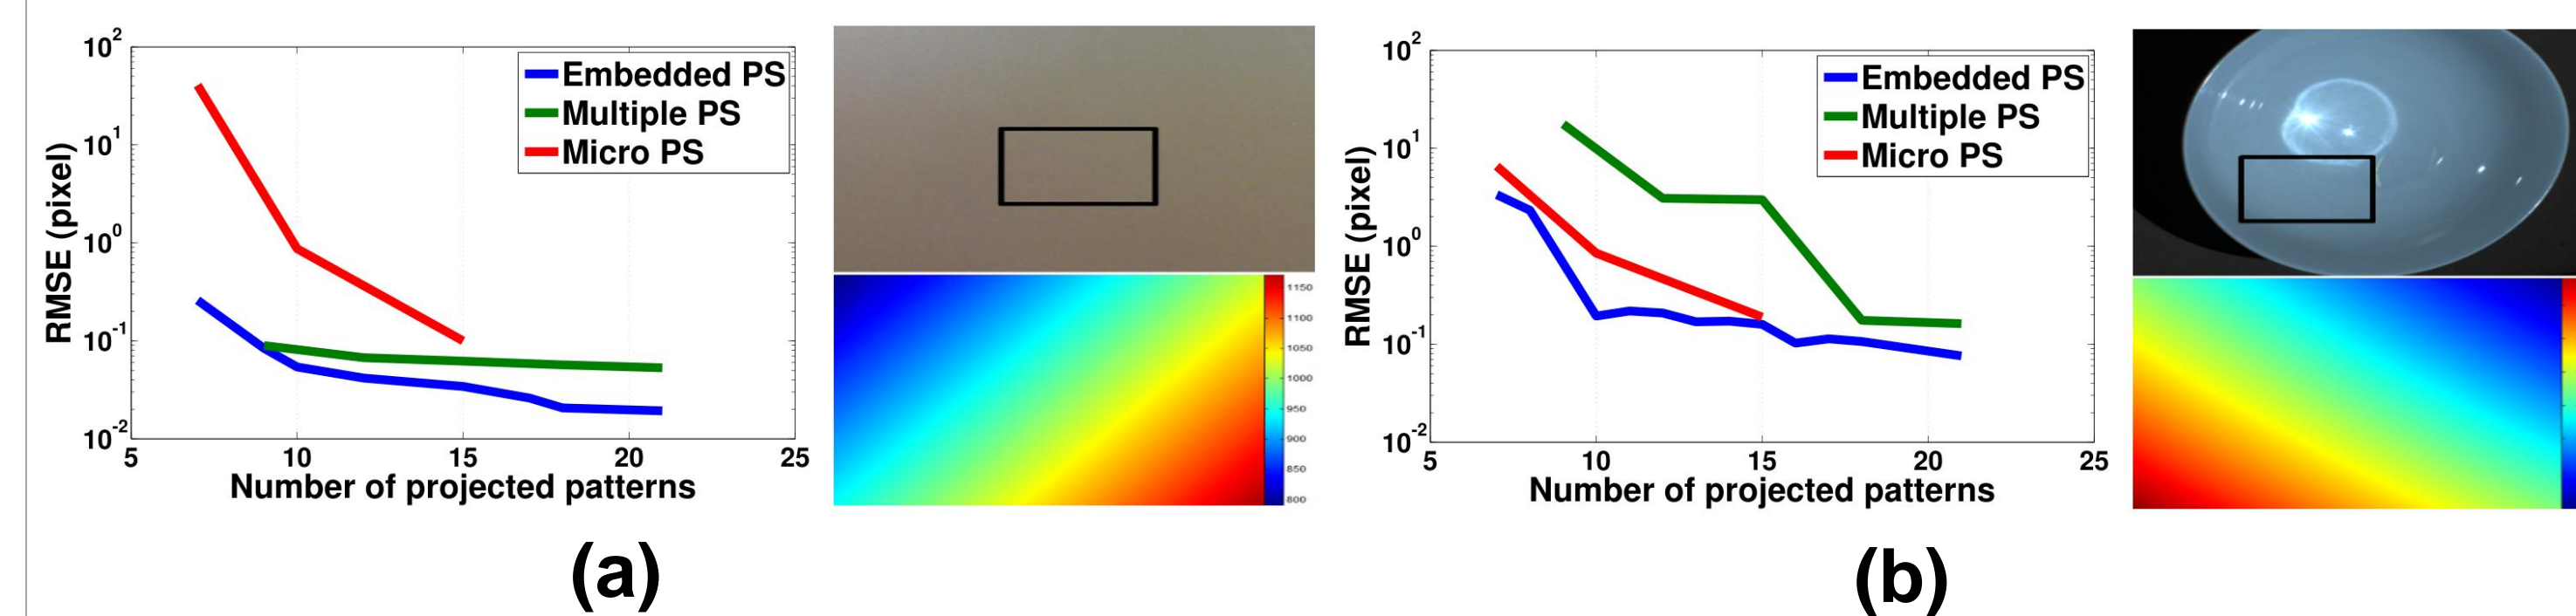 10^2
10^1
10^0
10^-1
10^-2
RMSE (pixel)
5 10 15 20 25
Number of projected patterns
Embedded PS
Multiple PS
Micro PS
1150
1100
1050
1000
950
900
850
800
(a)
10^2
10^1
10^0
10^-1
10^-2
RMSE (pixel)
5 10 15 20 25
Number of projected patterns
Embedded PS
Multiple PS
Micro PS
(b)